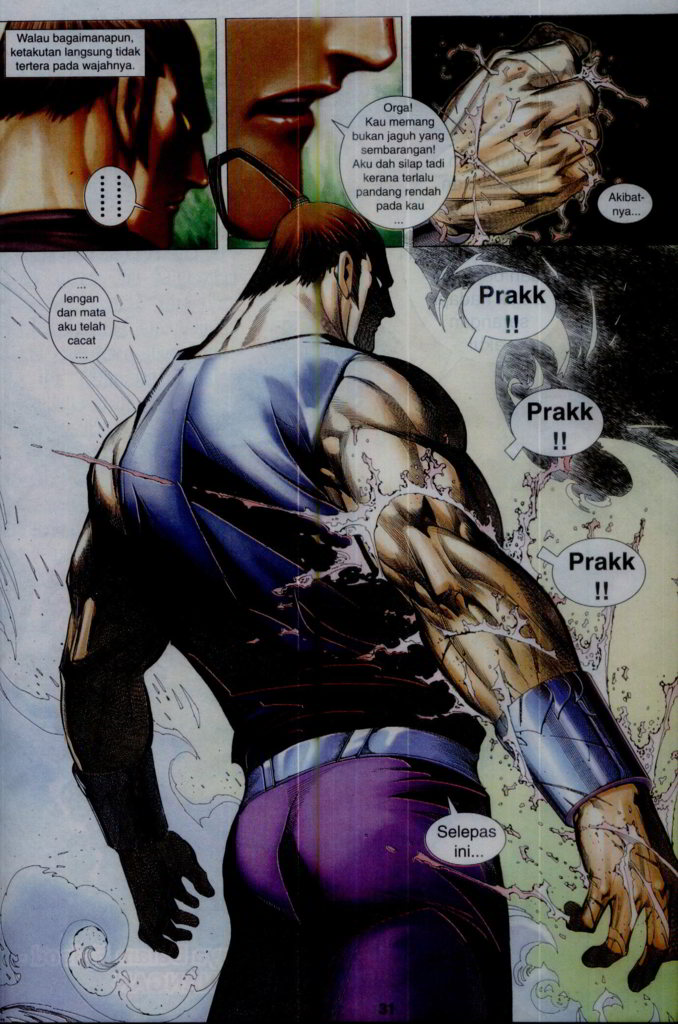 Walau bagaimanapun,
ketakutan langsung tidak
tertera pada wajahnya.
Orga!
Kau memang
bukan jaguh yang
sembarangan!
Aku dah silap tadi
kerana terlalu
pandang rendah
pada kau
...
Akibat-
nya...
...
lengan
dan mata
aku telah
cacat
....
Prakk
!!
Prakk
!!
Prakk
!!
Selepas
ini...
31